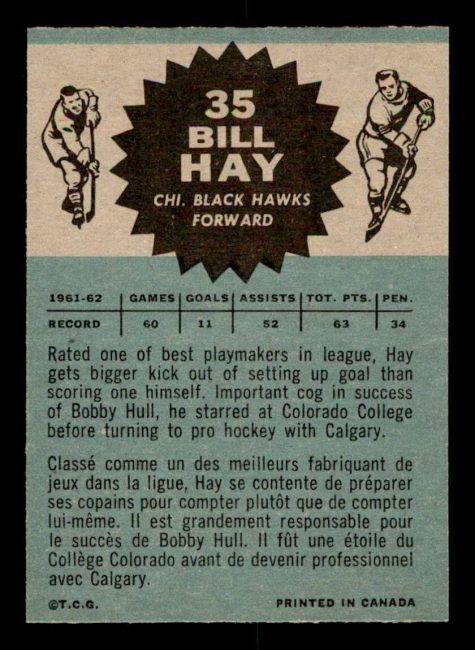 35
BILL
HAY
CHI. BLACK HAWKS
FORWARD
1961-62 GAMES GOALS ASSISTS TOT. PTS. PEN.
RECORD 60 11 52 63 34
Rated one of best playmakers in league, Hay
gets bigger kick out of setting up goal than
scoring one himself. Important cog in success
of Bobby Hull, he starred at Colorado College
before turning to pro hockey with Calgary.
Classé comme un des meilleurs fabriquant de
jeux dans la ligue, Hay se contente de préparer
ses copains pour compter plutôt que de compter
lui-même. Il est grandement responsable pour
le succès de Bobby Hull. Il fût une étoile du
Collège Colorado avant de devenir professionnel
avec Calgary.
©T.C.G. PRINTED IN CANADA